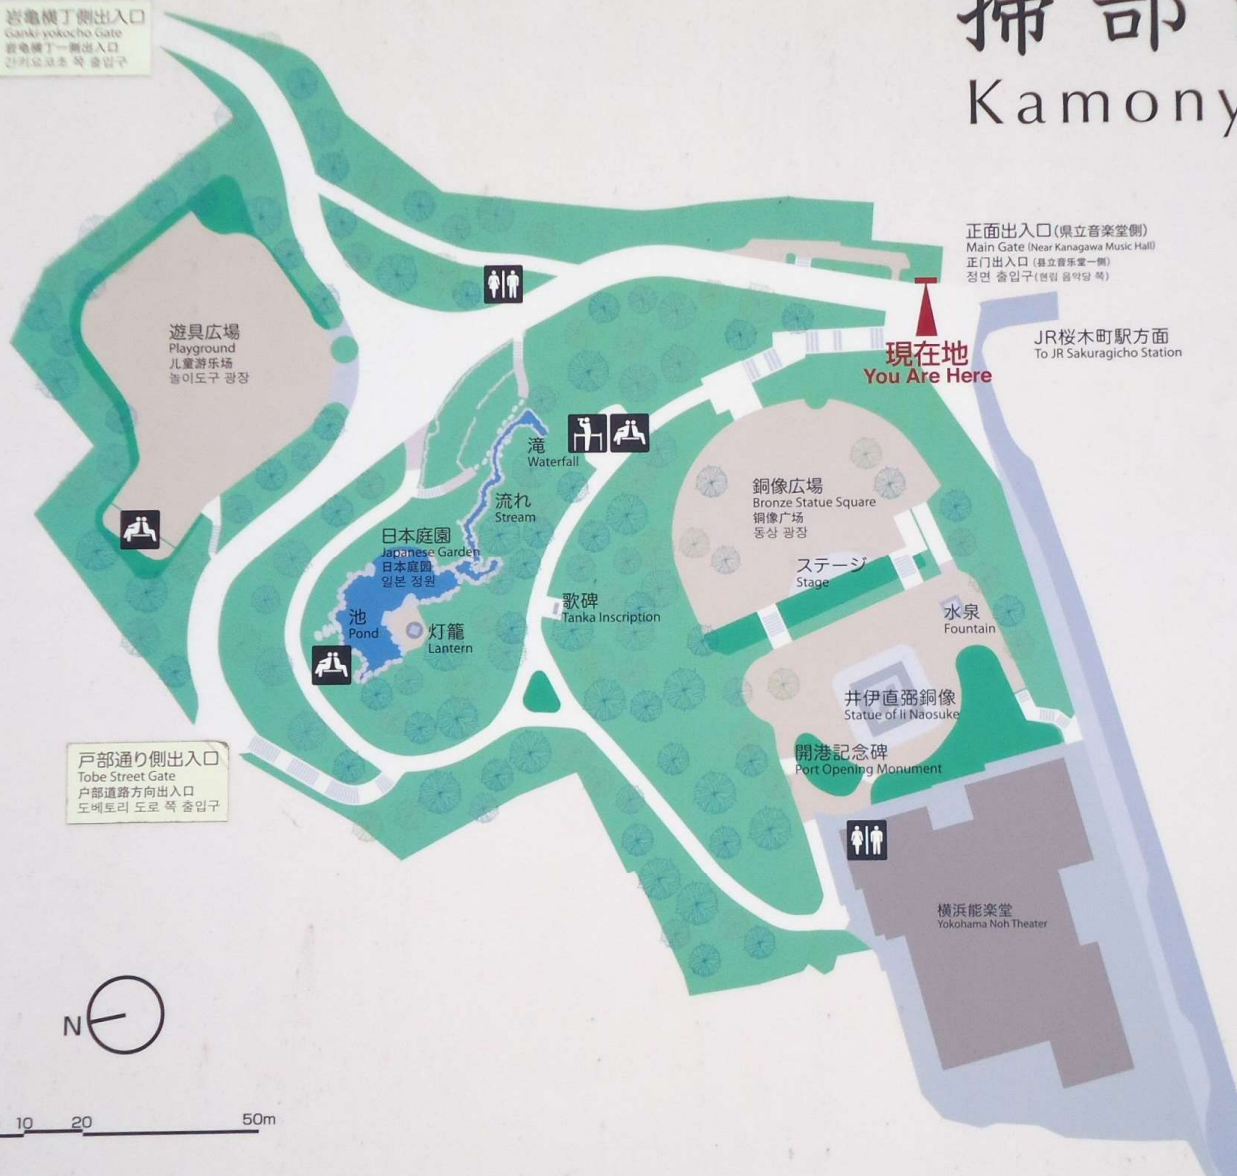 岩亀横丁側出入口
Ganki-yokocho Gate
岩亀横丁一侧出入口
간키요코초 쪽 출입구
掃部
Kamony
正面出入口(県立音楽堂側)
Main Gate (Near Kanagawa Music Hall)
正门出入口(县立音乐堂一侧)
정면 출입구(현립 음악당 쪽)
JR桜木町駅方面
To JR Sakuragicho Station
現在地
You Are Here
遊具広場
Playground
儿童游乐场
놀이도구 광장
滝
Waterfall
流れ
Stream
銅像広場
Bronze Statue Square
铜像广场
동상 광장
日本庭園
Japanese Garden
日本庭园
일본 정원
ステージ
Stage
池
Pond
灯籠
Lantern
歌碑
Tanka Inscription
水泉
Fountain
井伊直弼銅像
Statue of Ii Naosuke
開港記念碑
Port Opening Monument
戸部通り側出入口
Tobe Street Gate
户部道路方向出入口
도베토리 도로 쪽 출입구
横浜能楽堂
Yokohama Noh Theater
N
10 20 50m